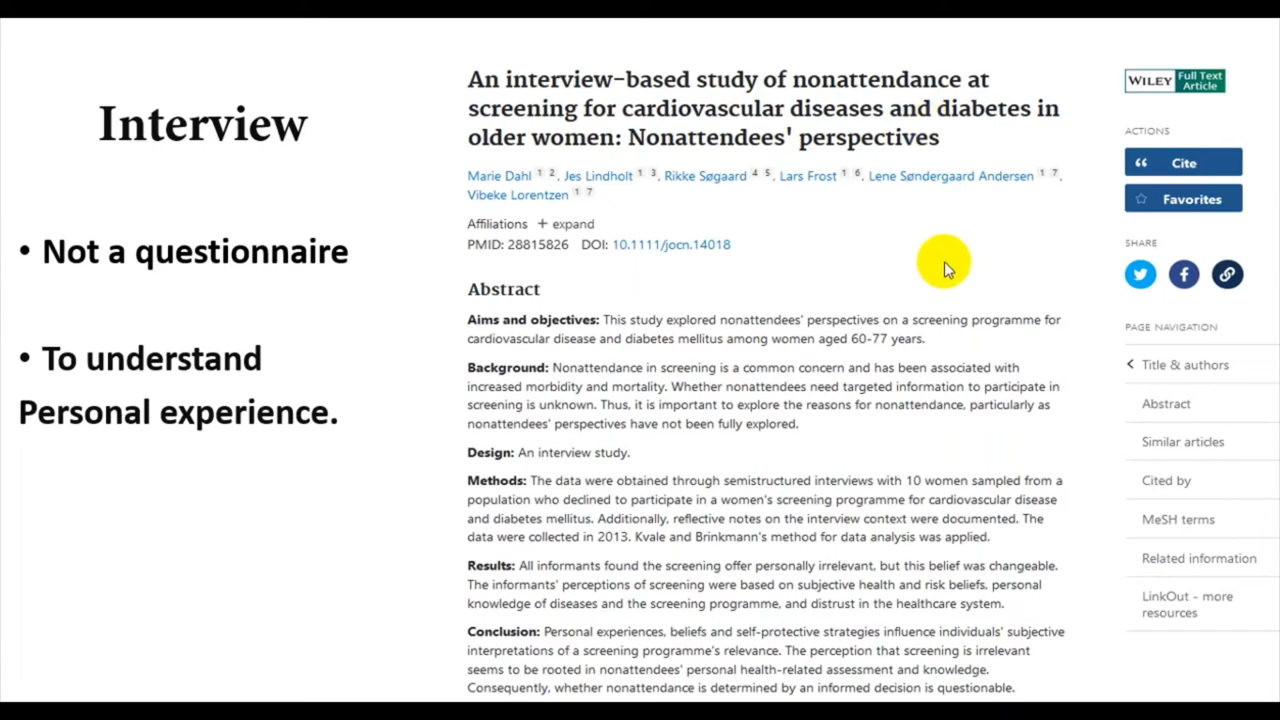 Interview
• Not a questionnaire
• To understand
Personal experience.
An interview-based study of nonattendance at
screening for cardiovascular diseases and diabetes in
older women: Nonattendees' perspectives
Marie Dahl 1 2, Jes Lindholt 1 3, Rikke Søgaard 4 5, Lars Frost 1 6, Lene Søndergaard Andersen 1 7,
Vibeke Lorentzen 1 7
Affiliations + expand
PMID: 28815826 DOI: 10.1111/jocn.14018
Abstract
Aims and objectives: This study explored nonattendees' perspectives on a screening programme for
cardiovascular disease and diabetes mellitus among women aged 60-77 years.
Background: Nonattendance in screening is a common concern and has been associated with
increased morbidity and mortality. Whether nonattendees need targeted information to participate in
screening is unknown. Thus, it is important to explore the reasons for nonattendance, particularly as
nonattendees' perspectives have not been fully explored.
Design: An interview study.
Methods: The data were obtained through semistructured interviews with 10 women sampled from a
population who declined to participate in a women's screening programme for cardiovascular disease
and diabetes mellitus. Additionally, reflective notes on the interview context were documented. The
data were collected in 2013. Kvale and Brinkmann's method for data analysis was applied.
Results: All informants found the screening offer personally irrelevant, but this belief was changeable.
The informants' perceptions of screening were based on subjective health and risk beliefs, personal
knowledge of diseases and the screening programme, and distrust in the healthcare system.
Conclusion: Personal experiences, beliefs and self-protective strategies influence individuals' subjective
interpretations of a screening programme's relevance. The perception that screening is irrelevant
seems to be rooted in nonattendees' personal health-related assessment and knowledge.
Consequently, whether nonattendance is determined by an informed decision is questionable.
WILEY Full Text
Article
ACTIONS
Cite
Favorites
SHARE
PAGE NAVIGATION
Title & authors
Abstract
Similar articles
Cited by
MeSH terms
Related information
LinkOut - more
resources